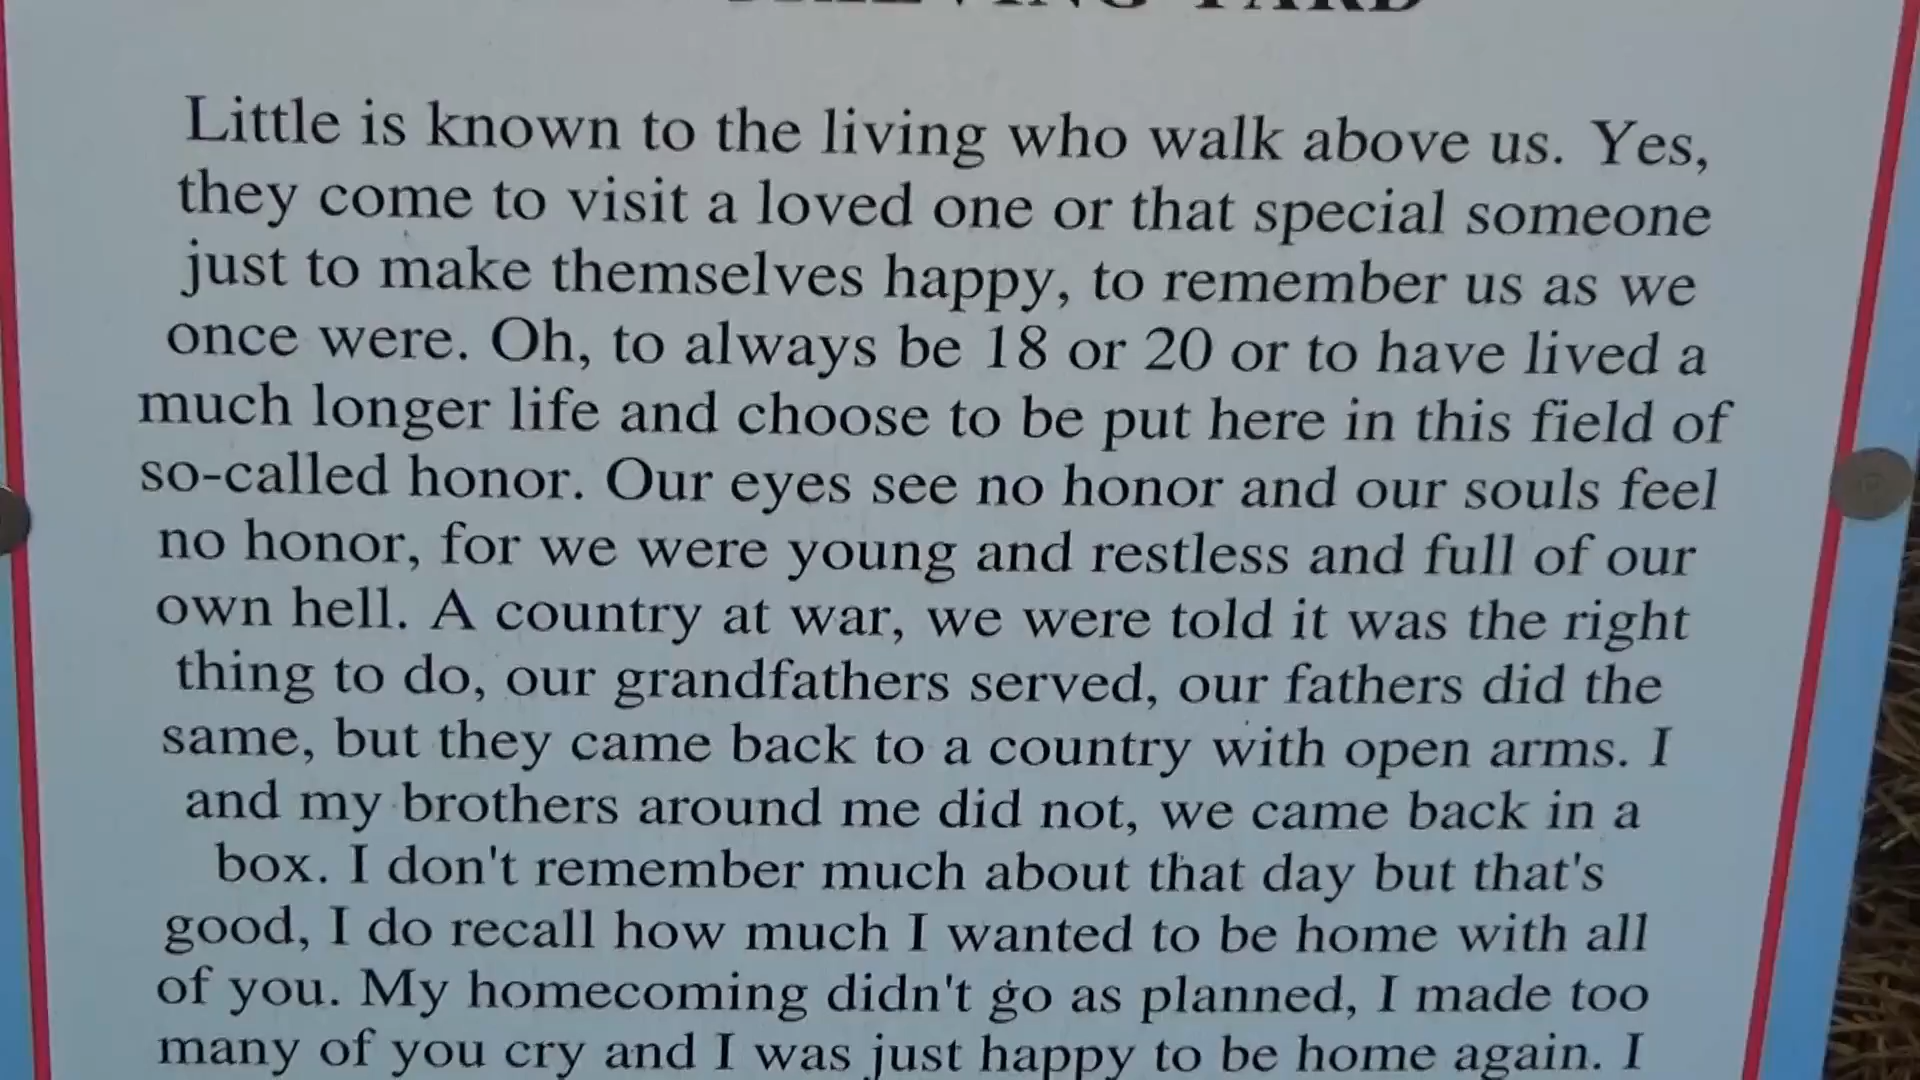 YARD
Little is known to the living who walk above us. Yes,
they come to visit a loved one or that special someone
just to make themselves happy, to remember us as we
once were. Oh, to always be 18 or 20 or to have lived a
much longer life and choose to be put here in this field of
so-called honor. Our eyes see no honor and our souls feel
no honor, for we were young and restless and full of our
own hell. A country at war, we were told it was the right
thing to do, our grandfathers served, our fathers did the
same, but they came back to a country with open arms. I
and my brothers around me did not, we came back in a
box. I don't remember much about that day but that's
good, I do recall how much I wanted to be home with all
of you. My homecoming didn't go as planned, I made too
many of you cry and I was just happy to be home again. I